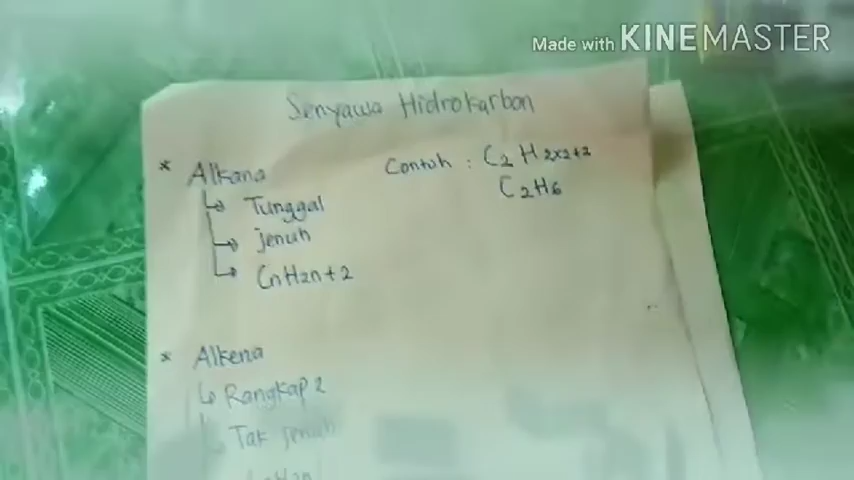 Made with KINEMASTER
Senyawa Hidrokarbon
* Alkana
Contoh : C2 H2x2+2
C2H6
↳ Tunggal
↳ jenuh
↳ CnH2n+2
* Alkena
↳ Rangkap 2
↳ Tak jenuh